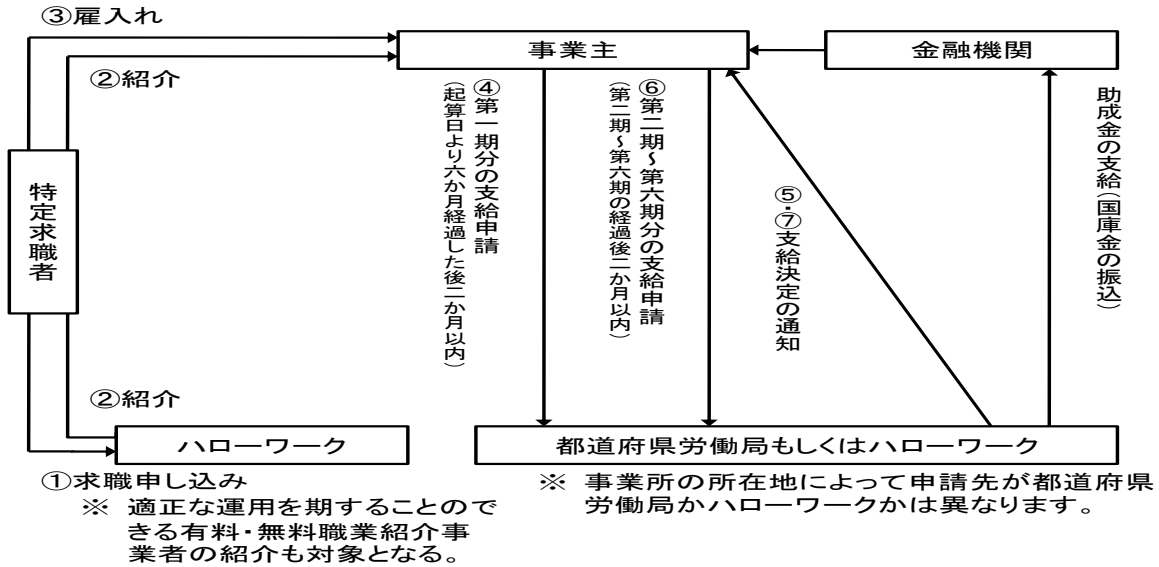 ③雇入れ
事業主
金融機関
②紹介
④第一期分の支給申請
(起算日より六か月経過した後二か月以内)
⑥第二期～第六期分の支給申請
(第二期～第六期の経過後二か月以内)
⑤・⑦支給決定の通知
助成金の支給(国庫金の振込)
特定求職者
②紹介
ハローワーク
都道府県労働局もしくはハローワーク
①求職申し込み
※ 適正な運用を期することので
きる有料・無料職業紹介事
業者の紹介も対象となる。
※ 事業所の所在地によって申請先が都道府県
労働局かハローワークかは異なります。